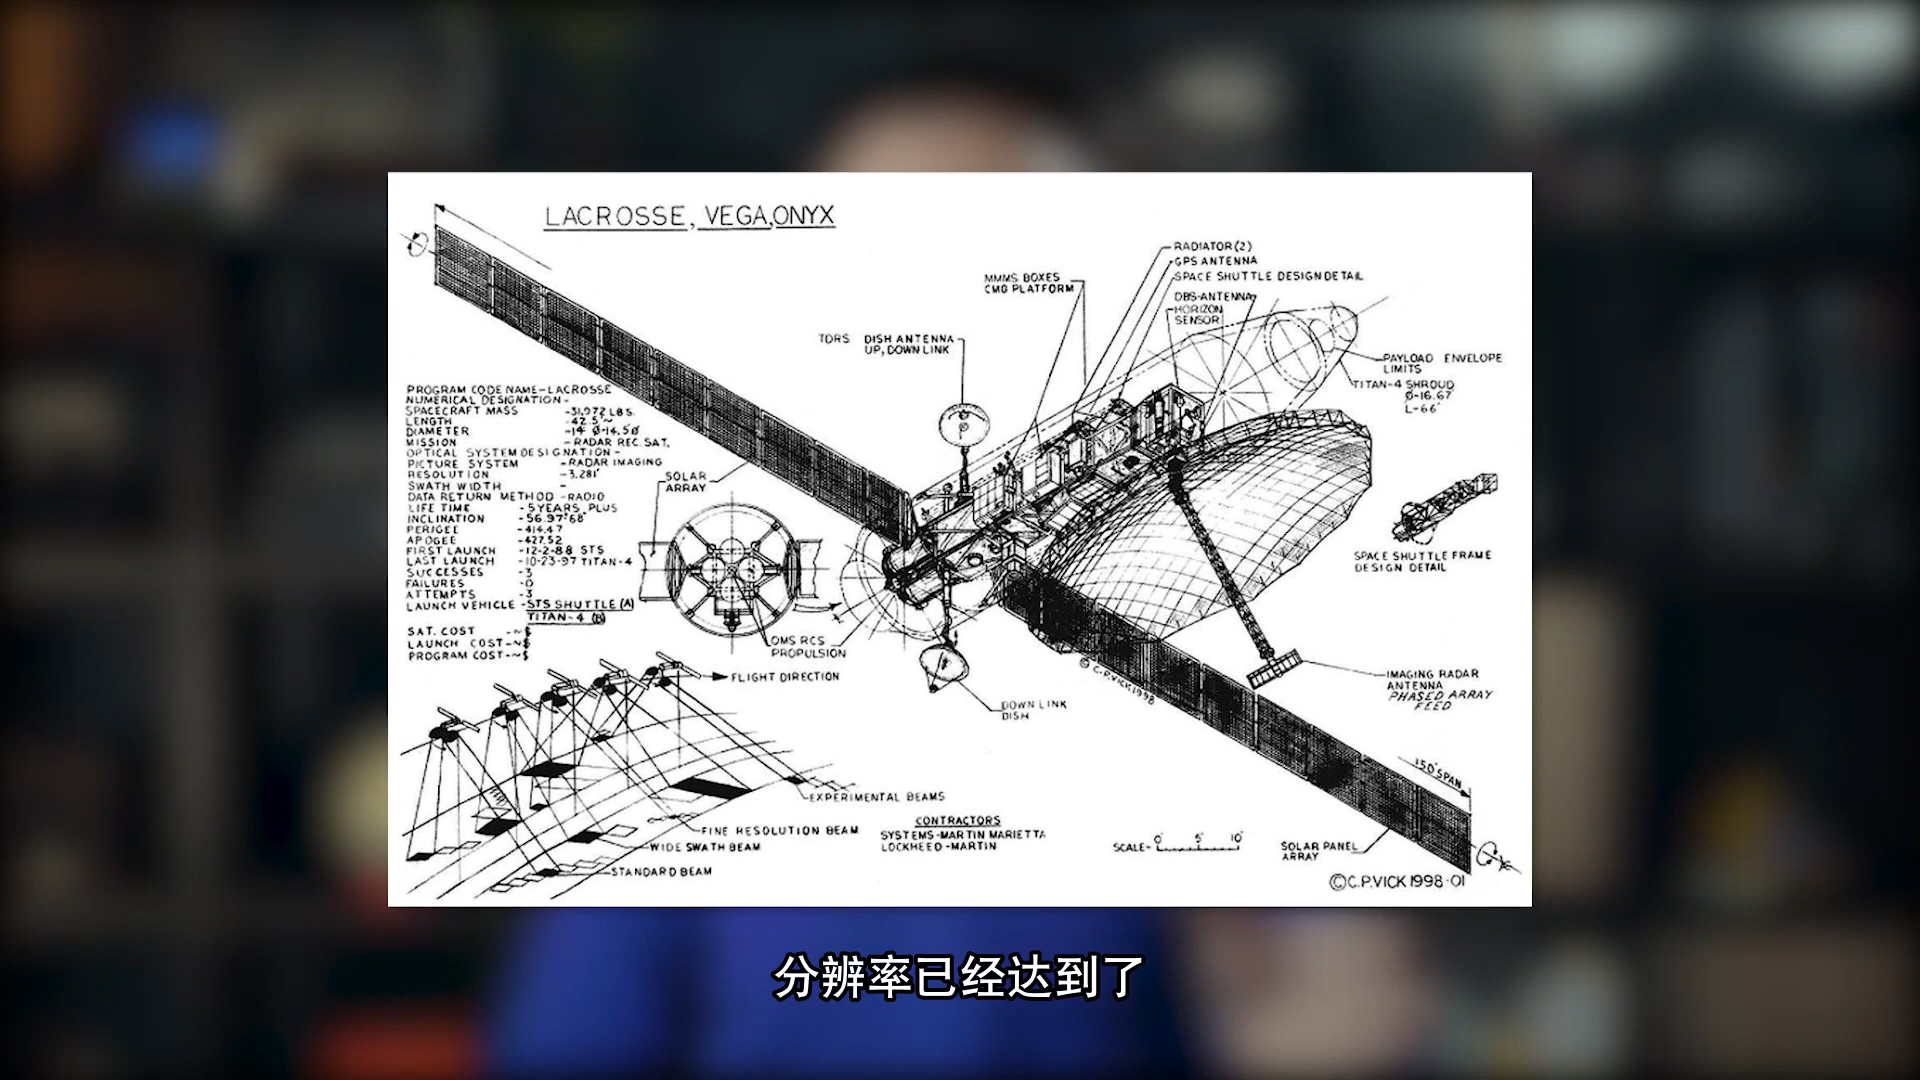 LACROSSE, VEGA, ONYX
RADIATOR (2)
GPS ANTENNA
SPACE SHUTTLE DESIGN DETAIL
MMMS BOXES
CMG PLATFORM
DBS-ANTENNA
HORIZON
SENSOR
TDRS DISH ANTENNA
UP, DOWN LINK
PAYLOAD ENVELOPE
LIMITS
TITAN-4 SHROUD
Ø-16.67'
L-66'
PROGRAM CODE NAME-LACROSSE
NUMERICAL DESIGNATION-
SPACECRAFT MASS -31,972 LBS.
LENGTH -42.5'~
DIAMETER -14' Ø-14.5Ø
MISSION -RADAR REC. SAT.
OPTICAL SYSTEM DESIGNATION-
PICTURE SYSTEM -RADAR IMAGING
RESOLUTION -3.281'
SWATH WIDTH -
DATA RETURN METHOD -RADIO
LIFE TIME -5 YEARS PLUS
INCLINATION -56.97°68°
PERIGEE -414.47
APOGEE -427.52
FIRST LAUNCH -12-2-88 STS
LAST LAUNCH -10-23-97 TITAN-4
SUCCESSES -3
FAILURES -0
ATTEMPTS -3
LAUNCH VEHICLE -STS SHUTTLE (A)
TITAN-4 (B)
SAT. COST -~$
LAUNCH COST-~$
PROGRAM COST-~$
SOLAR
ARRAY
OMS RCS
PROPULSION
SPACE SHUTTLE FRAME
DESIGN DETAIL
FLIGHT DIRECTION
DOWN LINK
DISH
© C.P.VICK 1998
IMAGING RADAR
ANTENNA
PHASED ARRAY
FEED
150' SPAN
EXPERIMENTAL BEAMS
FINE RESOLUTION BEAM
WIDE SWATH BEAM
STANDARD BEAM
CONTRACTORS
SYSTEMS-MARTIN MARIETTA
LOCKHEED-MARTIN
SCALE- 0' 5' 10'
SOLAR PANEL
ARRAY
©C.P.VICK 1998-01
分辨率已经达到了